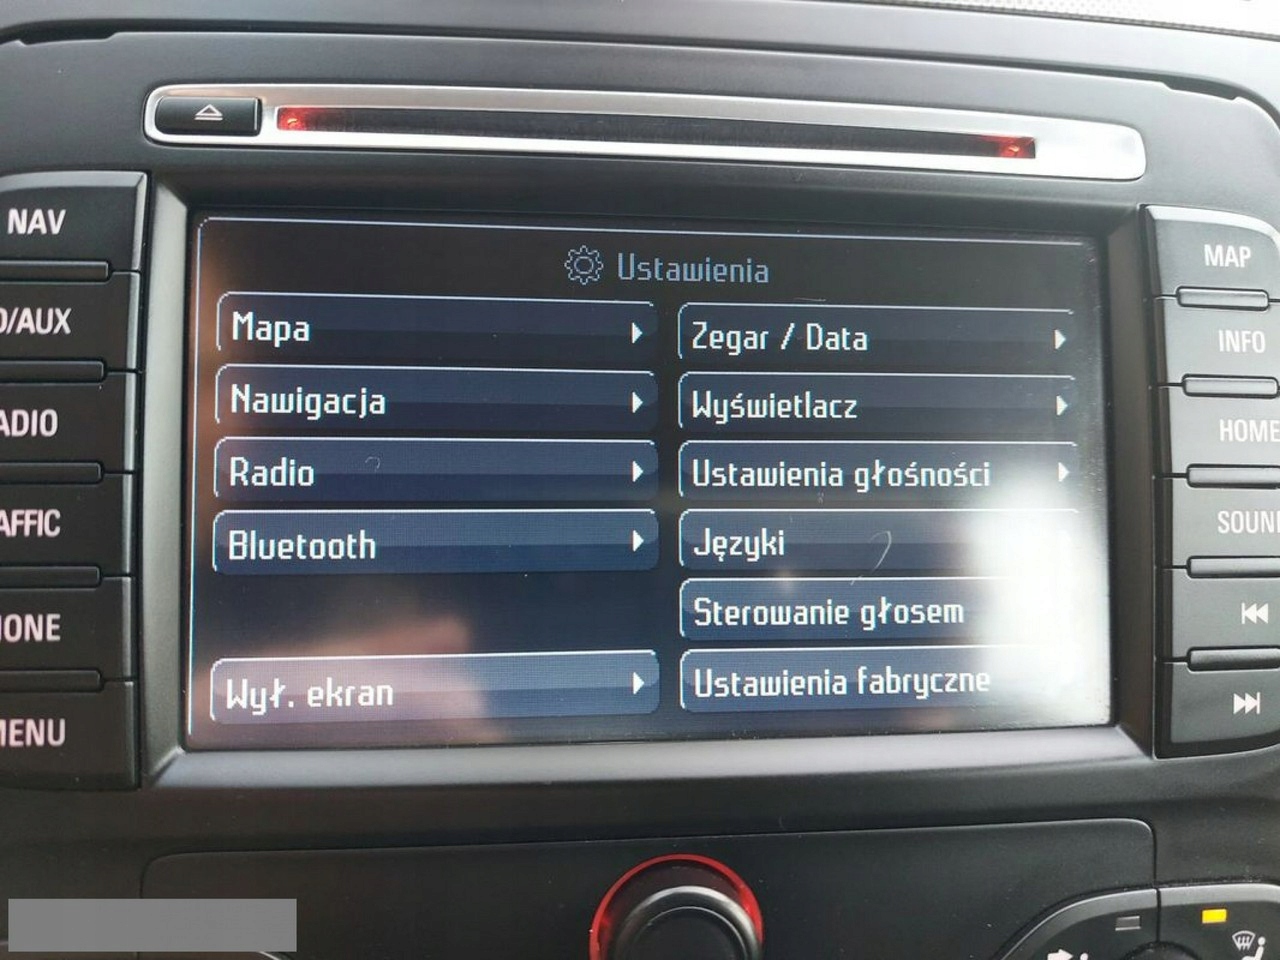 NAV
D/AUX
ADIO
AFFIC
IONE
MENU
Ustawienia
Mapa
Nawigacja
Radio
Bluetooth
Wył. ekran
Zegar / Data
Wyświetlacz
Ustawienia głośności
Języki
Sterowanie głosem
Ustawienia fabryczne
MAP
INFO
HOME
SOUN